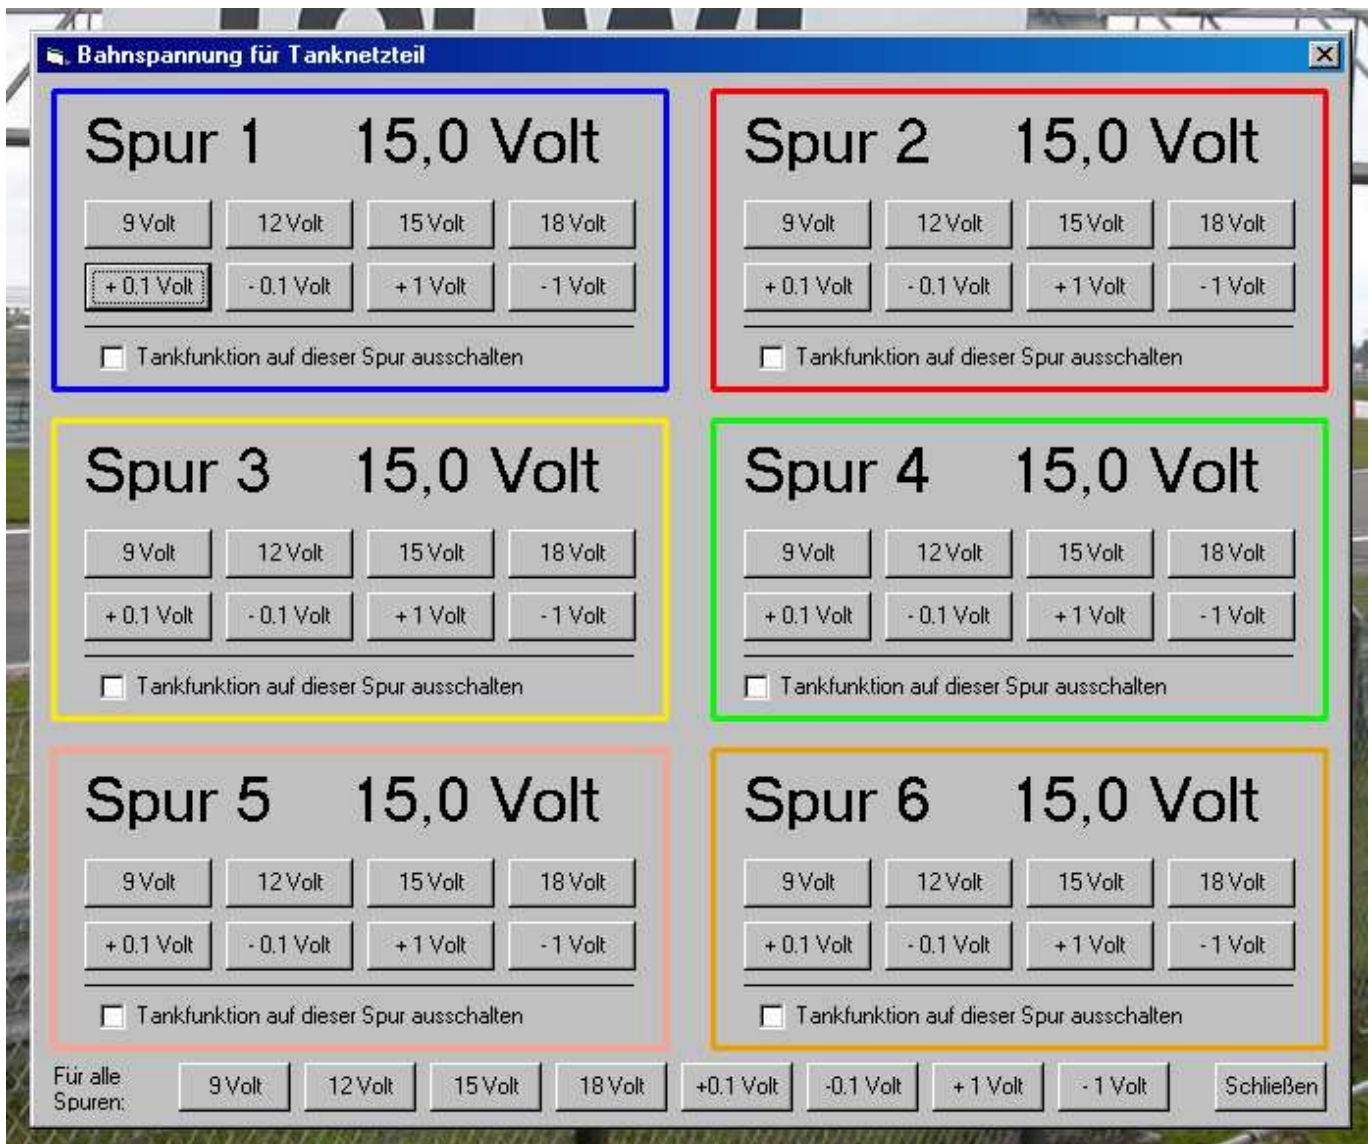 Bahnspannung für Tanknetzteil
Spur 1 15,0 Volt
9 Volt 12 Volt 15 Volt 18 Volt
+ 0.1 Volt - 0.1 Volt + 1 Volt - 1 Volt
Tankfunktion auf dieser Spur ausschalten
Spur 2 15,0 Volt
9 Volt 12 Volt 15 Volt 18 Volt
+ 0.1 Volt - 0.1 Volt + 1 Volt - 1 Volt
Tankfunktion auf dieser Spur ausschalten
Spur 3 15,0 Volt
9 Volt 12 Volt 15 Volt 18 Volt
+ 0.1 Volt - 0.1 Volt + 1 Volt - 1 Volt
Tankfunktion auf dieser Spur ausschalten
Spur 4 15,0 Volt
9 Volt 12 Volt 15 Volt 18 Volt
+ 0.1 Volt - 0.1 Volt + 1 Volt - 1 Volt
Tankfunktion auf dieser Spur ausschalten
Spur 5 15,0 Volt
9 Volt 12 Volt 15 Volt 18 Volt
+ 0.1 Volt - 0.1 Volt + 1 Volt - 1 Volt
Tankfunktion auf dieser Spur ausschalten
Spur 6 15,0 Volt
9 Volt 12 Volt 15 Volt 18 Volt
+ 0.1 Volt - 0.1 Volt + 1 Volt - 1 Volt
Tankfunktion auf dieser Spur ausschalten
Für alle
Spuren:
9 Volt 12 Volt 15 Volt 18 Volt +0.1 Volt -0.1 Volt + 1 Volt - 1 Volt Schließen